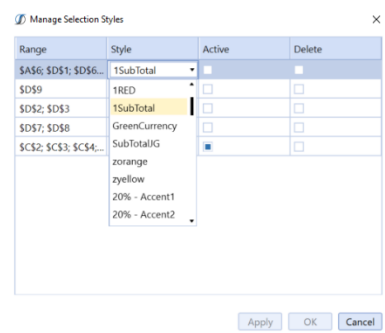 Manage Selection Styles
Range Style Active Delete
$A$6; $D$1; $D$6... 1SubTotal
$D$9 1RED
1SubTotal
$D$2; $D$3 GreenCurrency
$D$7; $D$8 SubTotalJG
$C$2; $C$3; $C$4;... zorange
zyellow
20% - Accent1
20% - Accent2
Apply OK Cancel